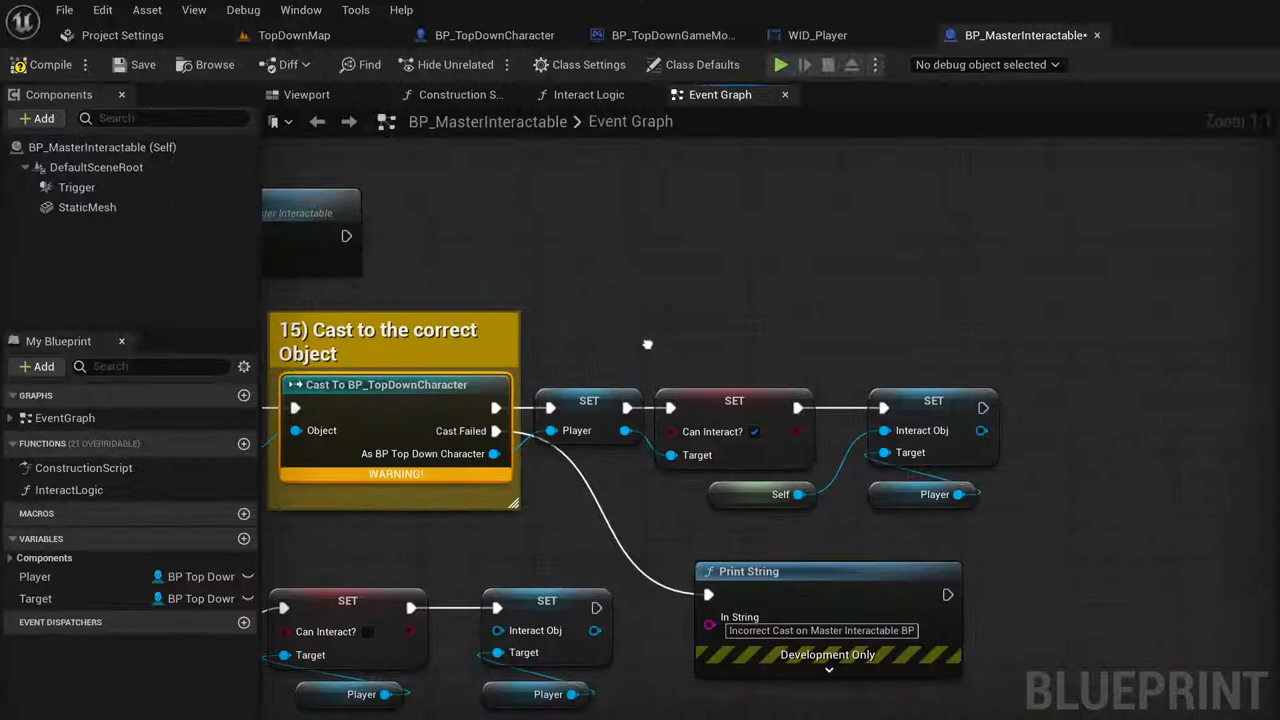 File Edit Asset View Debug Window Tools Help
Project Settings TopDownMap BP_TopDownCharacter BP_TopDownGameMo... WID_Player BP_MasterInteractable•
Compile Save Browse Diff Find Hide Unrelated Class Settings Class Defaults No debug object selected
Components Viewport Construction S... Interact Logic Event Graph
+ Add Search BP_MasterInteractable > Event Graph Zoom 1:1
BP_MasterInteractable (Self)
DefaultSceneRoot
Trigger
StaticMesh
ter Interactable
15) Cast to the correct
Object
Cast To BP_TopDownCharacter
Object
Cast Failed
As BP Top Down Character
WARNING!
SET
Player
SET
Can Interact?
Target
SET
Interact Obj
Target
Self
Player
My Blueprint
+ Add Search
GRAPHS
EventGraph
FUNCTIONS (21 OVERRIDABLE)
ConstructionScript
InteractLogic
MACROS
VARIABLES
Components
Player BP Top Dowr
Target BP Top Dowr
EVENT DISPATCHERS
SET
Can Interact?
Target
Player
SET
Interact Obj
Target
Player
Print String
In String
Incorrect Cast on Master Interactable BP
Development Only
BLUEPRINT